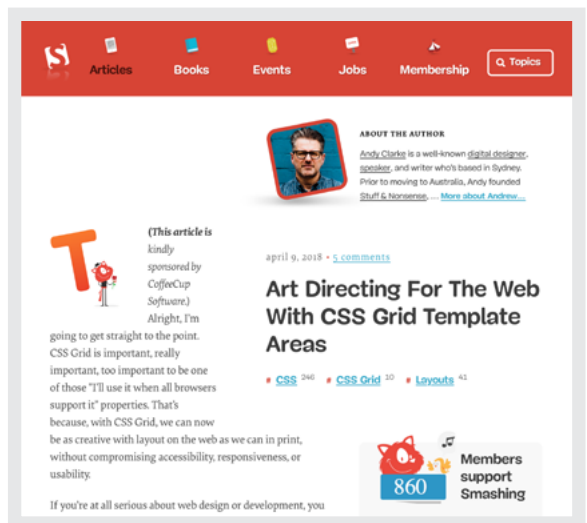 S
Articles
Books
Events
Jobs
Membership
Topics
ABOUT THE AUTHOR
Andy Clarke is a well-known digital designer,
speaker, and writer who's based in Sydney.
Prior to moving to Australia, Andy founded
Stuff & Nonsense, ... More about Andrew...
april 9, 2018 • 5 comments
Art Directing For The Web
With CSS Grid Template
Areas
# CSS 246 # CSS Grid 10 # Layouts 41
T
(This article is
kindly
sponsored by
CoffeeCup
Software.)
Alright, I'm
going to get straight to the point.
CSS Grid is important, really
important, too important to be one
of those "I'll use it when all browsers
support it" properties. That's
because, with CSS Grid, we can now
be as creative with layout on the web as we can in print,
without compromising accessibility, responsiveness, or
usability.
If you're at all serious about web design or development, you
860
Members
support
Smashing